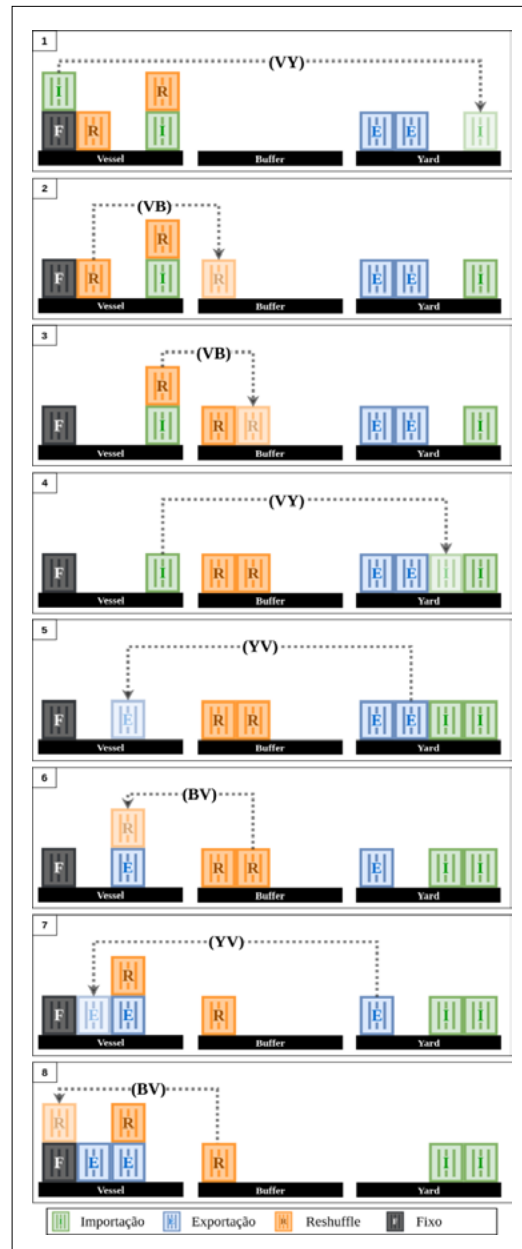 1
(VY)
I R
F R I E E I
Vessel Buffer Yard
2
(VB)
R
F R I R E E I
Vessel Buffer Yard
3
(VB)
R
F I R R E E I
Vessel Buffer Yard
4
(VY)
F I R R E E I I
Vessel Buffer Yard
5
(YV)
F E R R E E I I
Vessel Buffer Yard
6
(BV)
R
F E R R E I I
Vessel Buffer Yard
7
(YV)
R
F E E R E I I
Vessel Buffer Yard
8
(BV)
R R
F E E R I I
Vessel Buffer Yard
I Importação E Exportação R Reshuffle F Fixo